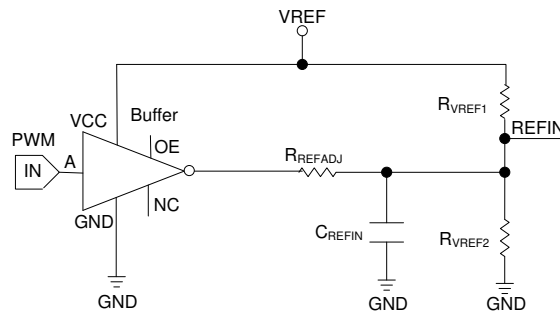 VREF
VCC
Buffer
RVREF1
PWM
OE
REFIN
IN
A
RREFADJ
NC
GND
CREFIN
RVREF2
GND
GND
GND